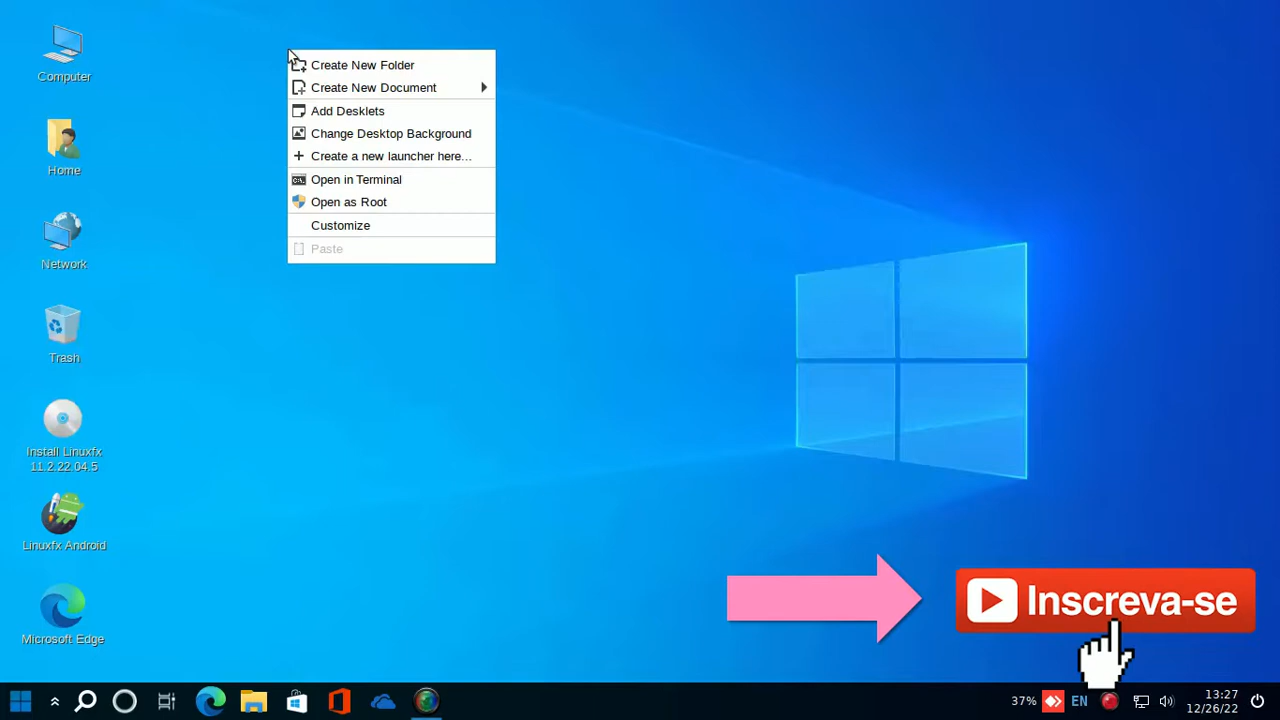 Computer
Home
Network
Trash
Install Linuxfx
11.2.22.04.5
Linuxfx Android
Microsoft Edge
Create New Folder
Create New Document
Add Desklets
Change Desktop Background
Create a new launcher here...
Open in Terminal
Open as Root
Customize
Paste
Inscreva-se
37%
EN
13:27
12/26/22